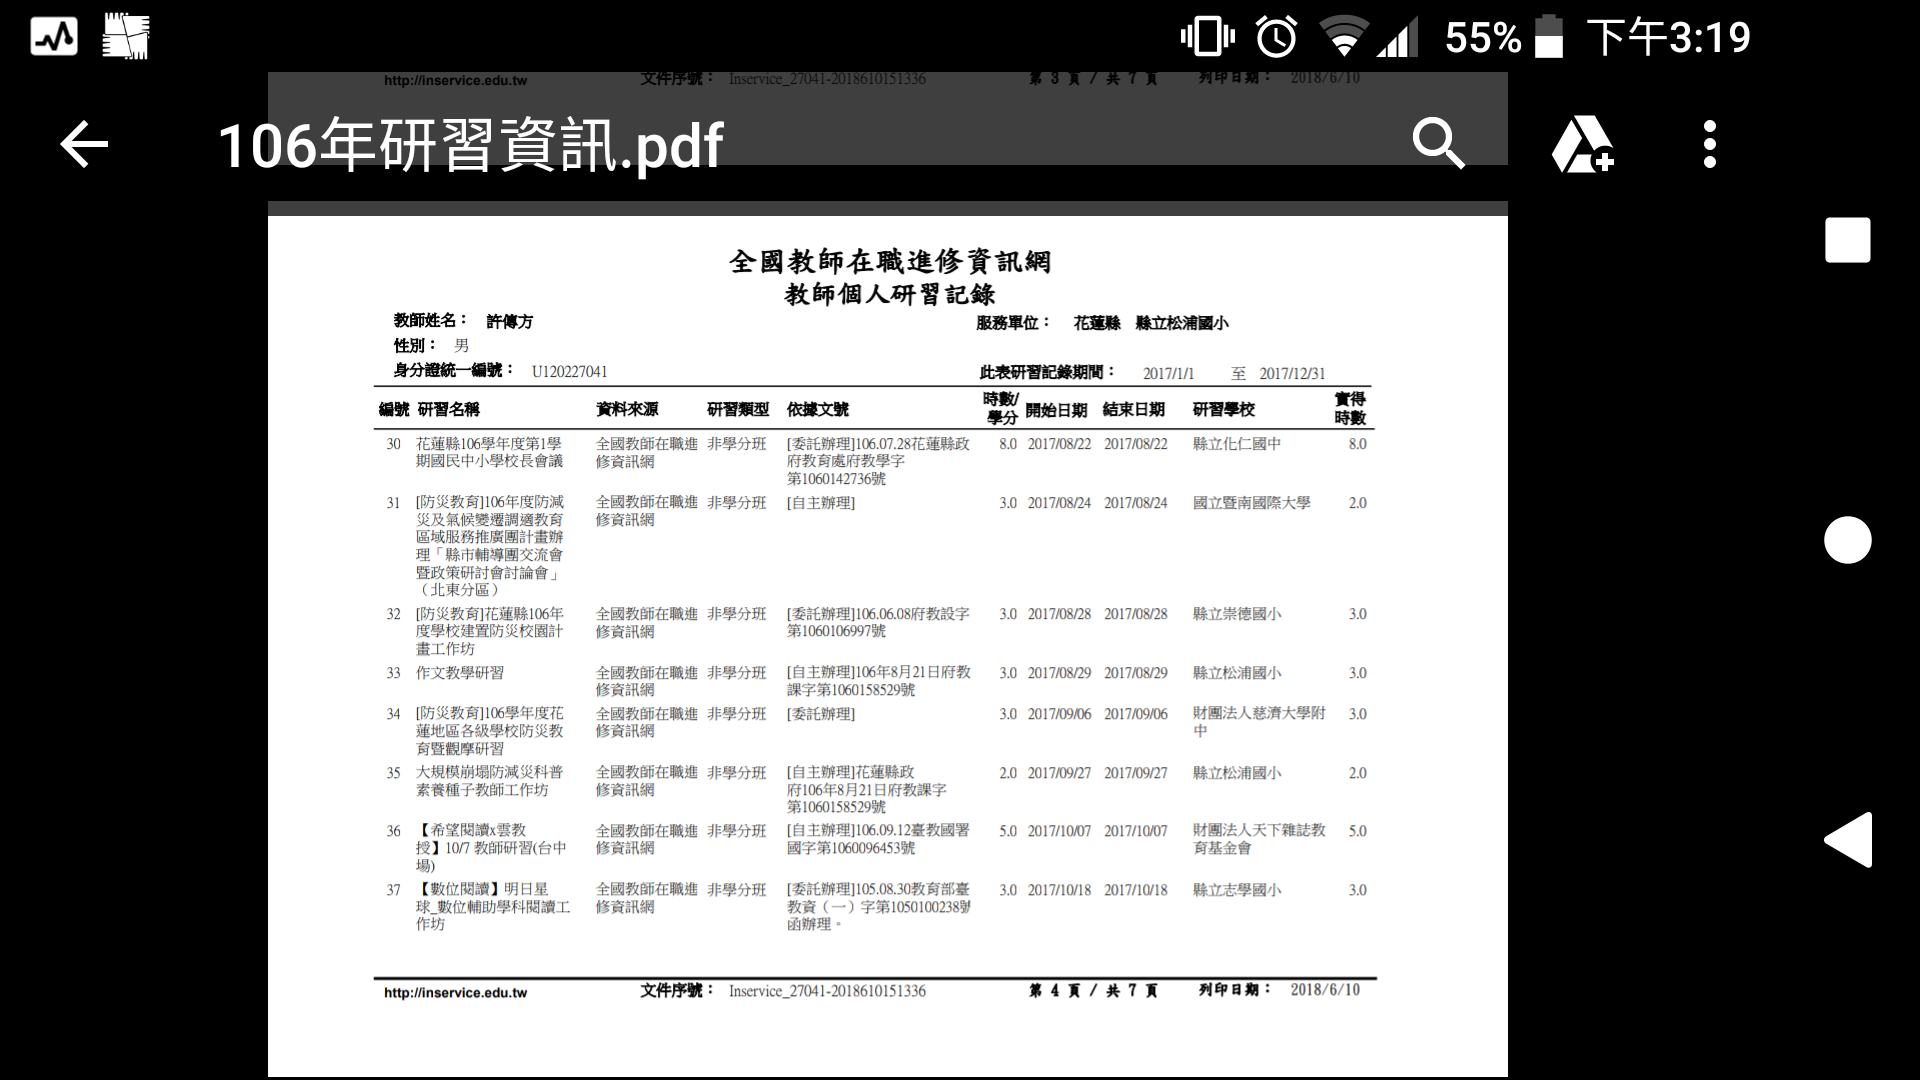 55% 下午3:19
http://inservice.edu.tw 文件序號： Inservice_27041-2018610151336 第 3 頁 / 共 7 頁 列印日期： 2018/6/10
106年研習資訊.pdf
全國教師在職進修資訊網
教師個人研習記錄
教師姓名： 許傳方 服務單位： 花蓮縣 縣立松浦國小
性別： 男
身分證統一編號： U120227041 此表研習記錄期間： 2017/1/1 至 2017/12/31
編號 研習名稱 資料來源 研習類型 依據文號 時數/學分 開始日期 結束日期 研習學校 實得時數
30 花蓮縣106學年度第1學 全國教師在職進 非學分班 [委託辦理]106.07.28花蓮縣政 8.0 2017/08/22 2017/08/22 縣立化仁國中 8.0
期國民中小學校長會議 修資訊網 府教育處府教學字
第1060142736號
31 [防災教育]106年度防減 全國教師在職進 非學分班 [自主辦理] 3.0 2017/08/24 2017/08/24 國立暨南國際大學 2.0
災及氣候變遷調適教育 修資訊網
區域服務推廣團計畫辦
理「縣市輔導團交流會
暨政策研討會討論會」
（北東分區）
32 [防災教育]花蓮縣106年 全國教師在職進 非學分班 [委託辦理]106.06.08府教設字 3.0 2017/08/28 2017/08/28 縣立崇德國小 3.0
度學校建置防災校園計 修資訊網 第1060106997號
畫工作坊
33 作文教學研習 全國教師在職進 非學分班 [自主辦理]106年8月21日府教 3.0 2017/08/29 2017/08/29 縣立松浦國小 3.0
修資訊網 課字第1060158529號
34 [防災教育]106學年度花 全國教師在職進 非學分班 [委託辦理] 3.0 2017/09/06 2017/09/06 財團法人慈濟大學附 3.0
蓮地區各級學校防災教 修資訊網 中
育暨觀摩研習
35 大規模崩塌防減災科普 全國教師在職進 非學分班 [自主辦理]花蓮縣政 2.0 2017/09/27 2017/09/27 縣立松浦國小 2.0
素養種子教師工作坊 修資訊網 府106年8月21日府教課字
第1060158529號
36 【希望閱讀x雲教 全國教師在職進 非學分班 [自主辦理]106.09.12臺教國署 5.0 2017/10/07 2017/10/07 財團法人天下雜誌教 5.0
授】10/7 教師研習(台中 修資訊網 國字第1060096453號 育基金會
場)
37 【數位閱讀】明日星 全國教師在職進 非學分班 [委託辦理]105.08.30教育部臺 3.0 2017/10/18 2017/10/18 縣立志學國小 3.0
球_數位輔助學科閱讀工 修資訊網 教資（一）字第1050100238號
作坊 函辦理。
http://inservice.edu.tw 文件序號： Inservice_27041-2018610151336 第 4 頁 / 共 7 頁 列印日期： 2018/6/10